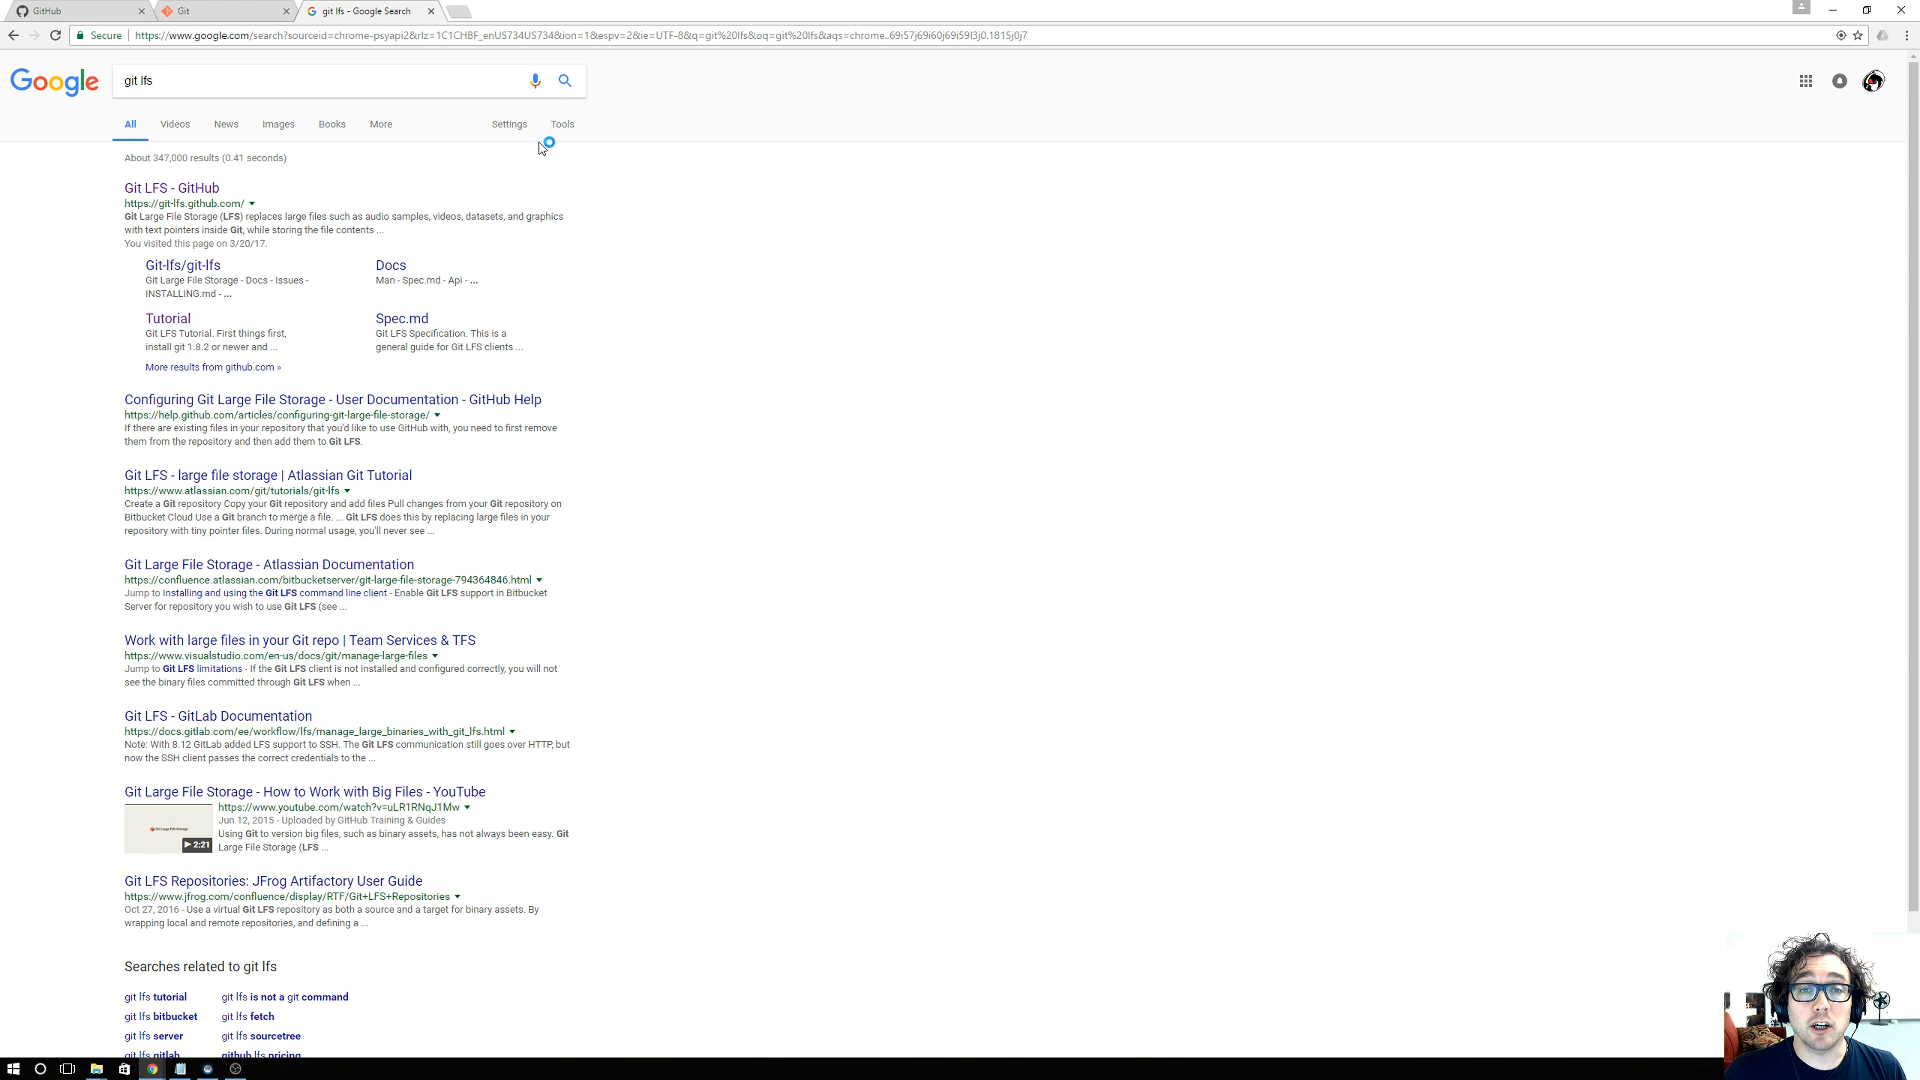 GitHub
Git
git lfs - Google Search
Secure
https://www.google.com/search?sourceid=chrome-psyapi2&rlz=1C1CHBF_enUS734US734&ion=1&espv=2&ie=UTF-8&q=git%20lfs&oq=git%20lfs&aqs=chrome..69i57j69i60j69i59l3j0.1815j0j7
Google
git lfs
All
Videos
News
Images
Books
More
Settings
Tools
About 347,000 results (0.41 seconds)
Git LFS - GitHub
https://git-lfs.github.com/
Git Large File Storage (LFS) replaces large files such as audio samples, videos, datasets, and graphics
with text pointers inside Git, while storing the file contents ...
You visited this page on 3/20/17.
Git-lfs/git-lfs
Git Large File Storage - Docs - Issues -
INSTALLING.md - ...
Docs
Man - Spec.md - Api - ...
Tutorial
Git LFS Tutorial. First things first,
install git 1.8.2 or newer and ...
Spec.md
Git LFS Specification. This is a
general guide for Git LFS clients ...
More results from github.com »
Configuring Git Large File Storage - User Documentation - GitHub Help
https://help.github.com/articles/configuring-git-large-file-storage/
If there are existing files in your repository that you'd like to use GitHub with, you need to first remove
them from the repository and then add them to Git LFS.
Git LFS - large file storage | Atlassian Git Tutorial
https://www.atlassian.com/git/tutorials/git-lfs
Create a Git repository Copy your Git repository and add files Pull changes from your Git repository on
Bitbucket Cloud Use a Git branch to merge a file. ... Git LFS does this by replacing large files in your
repository with tiny pointer files. During normal usage, you'll never see ...
Git Large File Storage - Atlassian Documentation
https://confluence.atlassian.com/bitbucketserver/git-large-file-storage-794364846.html
Jump to Installing and using the Git LFS command line client - Enable Git LFS support in Bitbucket
Server for repository you wish to use Git LFS (see ...
Work with large files in your Git repo | Team Services & TFS
https://www.visualstudio.com/en-us/docs/git/manage-large-files
Jump to Git LFS limitations - If the Git LFS client is not installed and configured correctly, you will not
see the binary files committed through Git LFS when ...
Git LFS - GitLab Documentation
https://docs.gitlab.com/ee/workflow/lfs/manage_large_binaries_with_git_lfs.html
Note: With 8.12 GitLab added LFS support to SSH. The Git LFS communication still goes over HTTP, but
now the SSH client passes the correct credentials to the ...
Git Large File Storage - How to Work with Big Files - YouTube
https://www.youtube.com/watch?v=uLR1RNqJ1Mw
Jun 12, 2015 - Uploaded by GitHub Training & Guides
Using Git to version big files, such as binary assets, has not always been easy. Git
Large File Storage (LFS ...
Git Large File Storage
2:21
Git LFS Repositories: JFrog Artifactory User Guide
https://www.jfrog.com/confluence/display/RTF/Git+LFS+Repositories
Oct 27, 2016 - Use a virtual Git LFS repository as both a source and a target for binary assets. By
wrapping local and remote repositories, and defining a ...
Searches related to git lfs
git lfs tutorial
git lfs is not a git command
git lfs bitbucket
git lfs fetch
git lfs server
git lfs sourcetree
git lfs gitlab
github lfs pricing